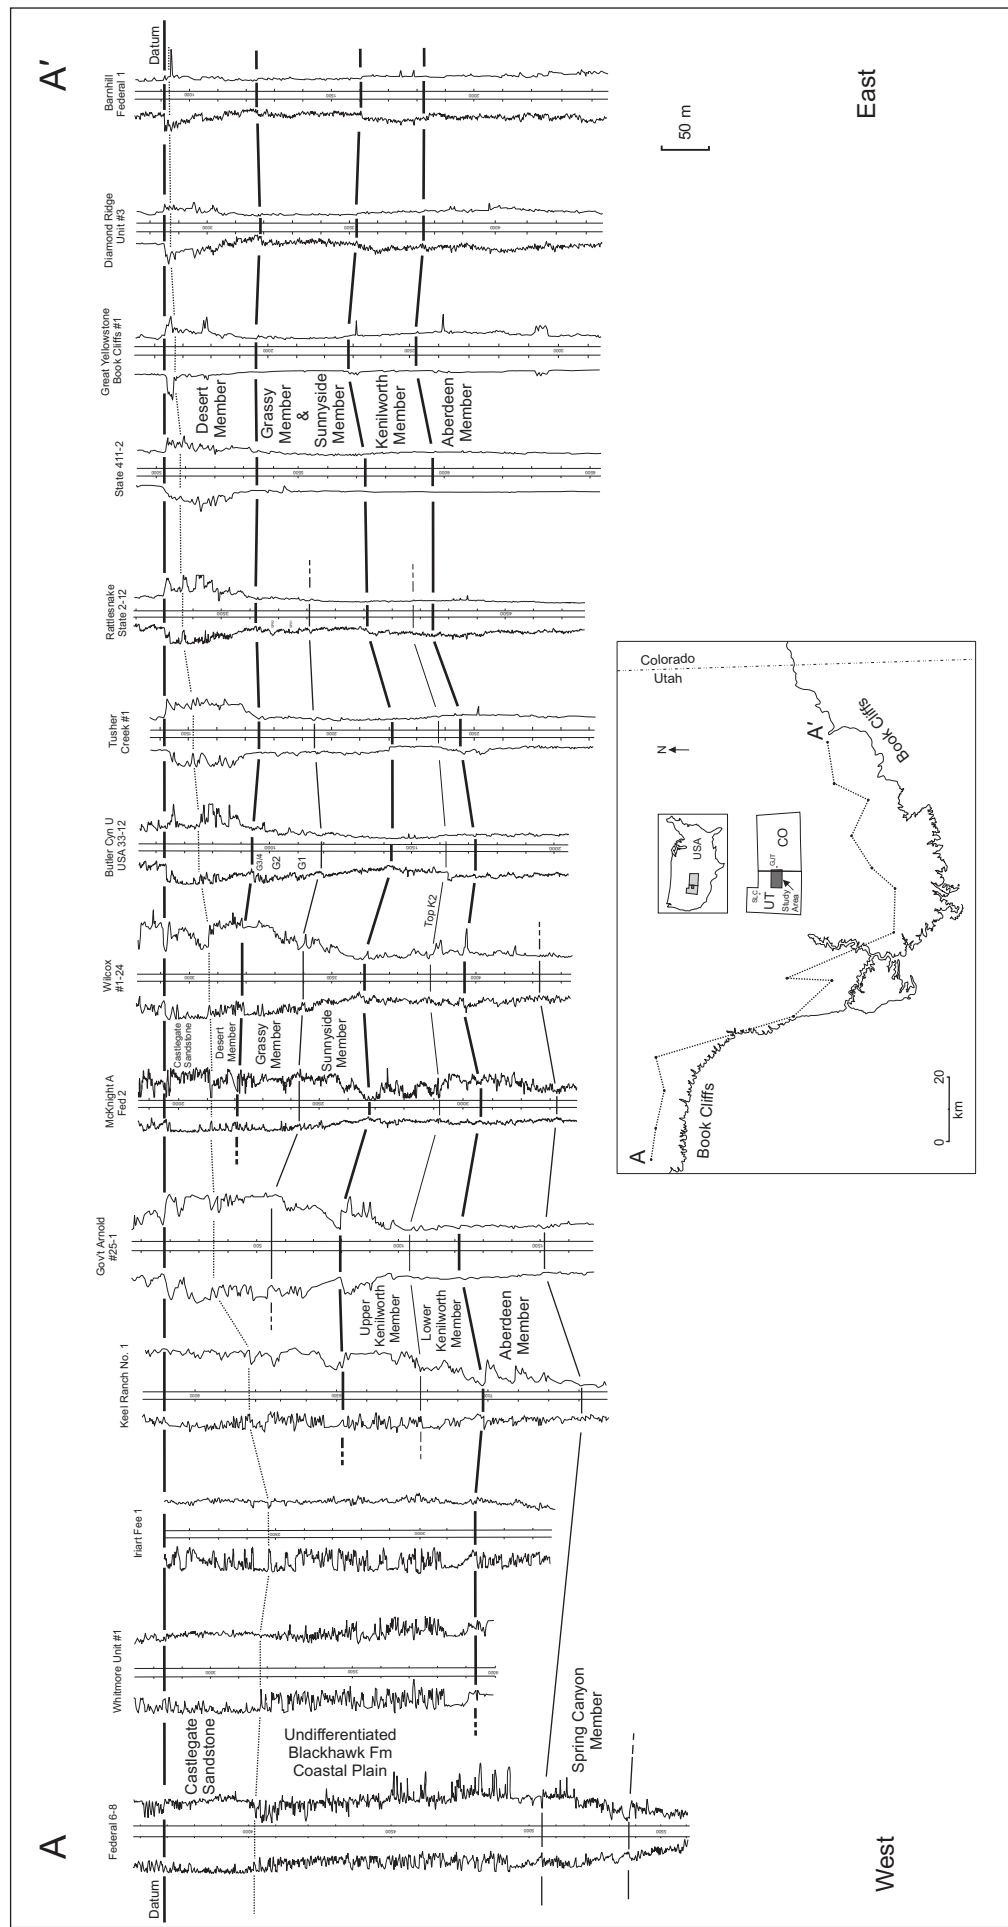 A
A'
Datum
Datum
Federal 6-8
Whitmore Unit #1
Iriart Fee 1
Keel Ranch No. 1
Gov't Arnold
#25-1
McKnight A
Fed 2
Wilcox
#1-24
Butler Cyn U
USA 33-12
Tusher
Creek #1
Rattlesnake
State 2-12
State 411-2
Great Yellowstone
Book Cliffs #1
Diamond Ridge
Unit #3
Barnhill
Federal 1
Castlegate
Sandstone
Undifferentiated
Blackhawk Fm
Coastal Plain
Spring Canyon
Member
Upper
Kenilworth
Member
Lower
Kenilworth
Member
Aberdeen
Member
Castlegate
Sandstone
Desert
Member
Grassy
Member
Sunnyside
Member
Top K2
G3/4
G2
G1
Desert
Member
Grassy
Member
&
Sunnyside
Member
Kenilworth
Member
Aberdeen
Member
50 m
West
East
A
A'
Book Cliffs
Book Cliffs
0
20
km
N
USA
SLC
GJT
UT
CO
Study
Area
Colorado
Utah